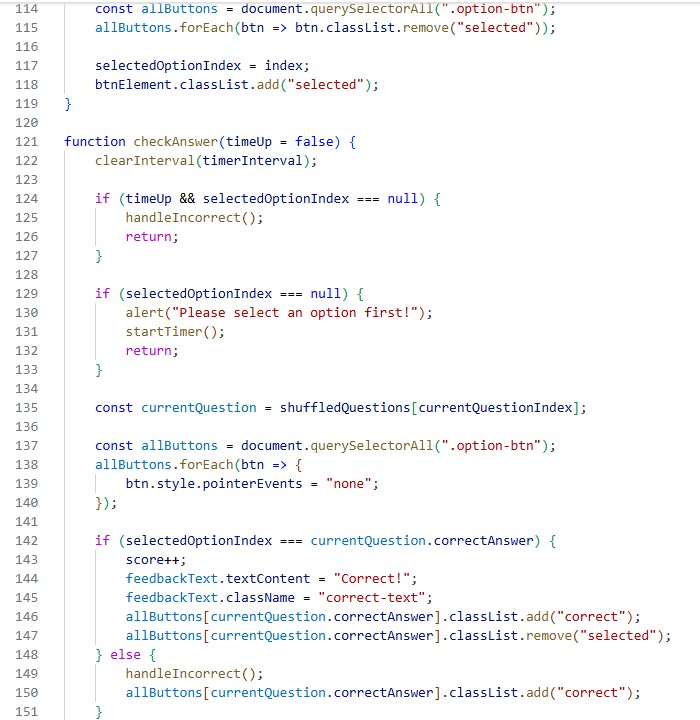 114     const allButtons = document.querySelectorAll(".option-btn");
115     allButtons.forEach(btn => btn.classList.remove("selected"));
116
117     selectedOptionIndex = index;
118     btnElement.classList.add("selected");
119 }
120
121 function checkAnswer(timeUp = false) {
122     clearInterval(timerInterval);
123
124     if (timeUp && selectedOptionIndex === null) {
125         handleIncorrect();
126         return;
127     }
128
129     if (selectedOptionIndex === null) {
130         alert("Please select an option first!");
131         startTimer();
132         return;
133     }
134
135     const currentQuestion = shuffledQuestions[currentQuestionIndex];
136
137     const allButtons = document.querySelectorAll(".option-btn");
138     allButtons.forEach(btn => {
139         btn.style.pointerEvents = "none";
140     });
141
142     if (selectedOptionIndex === currentQuestion.correctAnswer) {
143         score++;
144         feedbackText.textContent = "Correct!";
145         feedbackText.className = "correct-text";
146         allButtons[currentQuestion.correctAnswer].classList.add("correct");
147         allButtons[currentQuestion.correctAnswer].classList.remove("selected");
148     } else {
149         handleIncorrect();
150         allButtons[currentQuestion.correctAnswer].classList.add("correct");
151     }